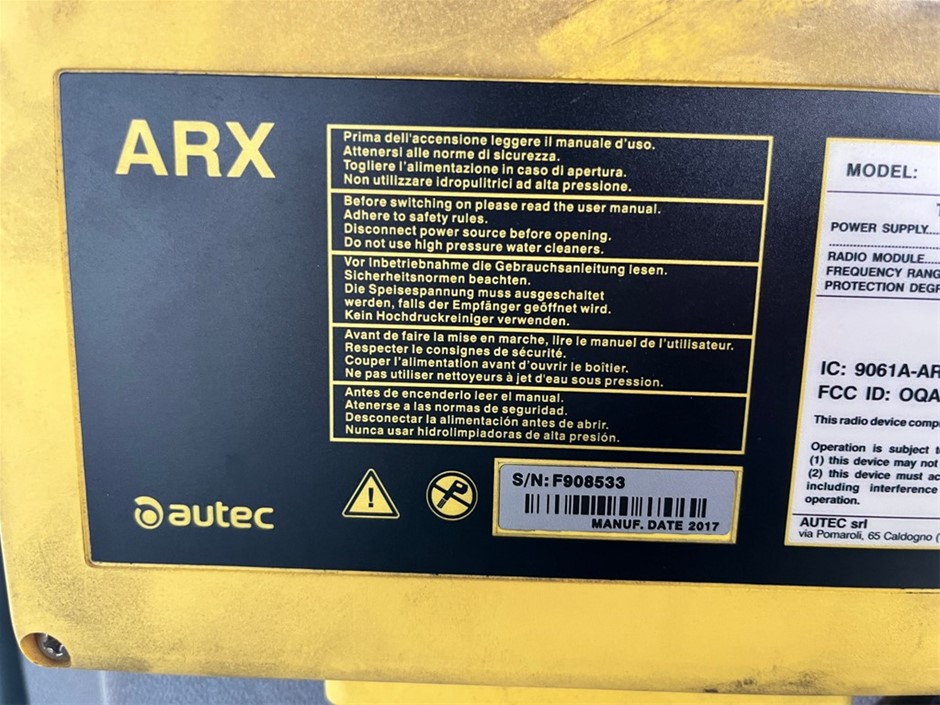 ARX
Prima dell'accensione leggere il manuale d'uso.
Attenersi alle norme di sicurezza.
Togliere l'alimentazione in caso di apertura.
Non utilizzare idropulitrici ad alta pressione.
Before switching on please read the user manual.
Adhere to safety rules.
Disconnect power source before opening.
Do not use high pressure water cleaners.
Vor Inbetriebnahme die Gebrauchsanleitung lesen.
Sicherheitsnormen beachten.
Die Speisespannung muss ausgeschaltet
werden, falls der Empfänger geöffnet wird.
Kein Hochdruckreiniger verwenden.
Avant de faire la mise en marche, lire le manuel de l'utilisateur.
Respecter le consignes de sécurité.
Couper l'alimentation avant d'ouvrir le boîtier.
Ne pas utiliser nettoyeurs à jet d'eau sous pression.
Antes de encenderlo leer el manual.
Atenerse a las normas de seguridad.
Desconectar la alimentación antes de abrir.
Nunca usar hidrolimpiadoras de alta presión.
autec
S/N: F908533
MANUF. DATE 2017
MODEL:
POWER SUPPLY....
RADIO MODULE....
FREQUENCY RANG
PROTECTION DEGR
IC: 9061A-AR
FCC ID: OQA
This radio device comp
Operation is subject t
(1) this device may not
(2) this device must ac
including interference
operation.
AUTEC srl
via Pomaroli, 65 Caldogno (